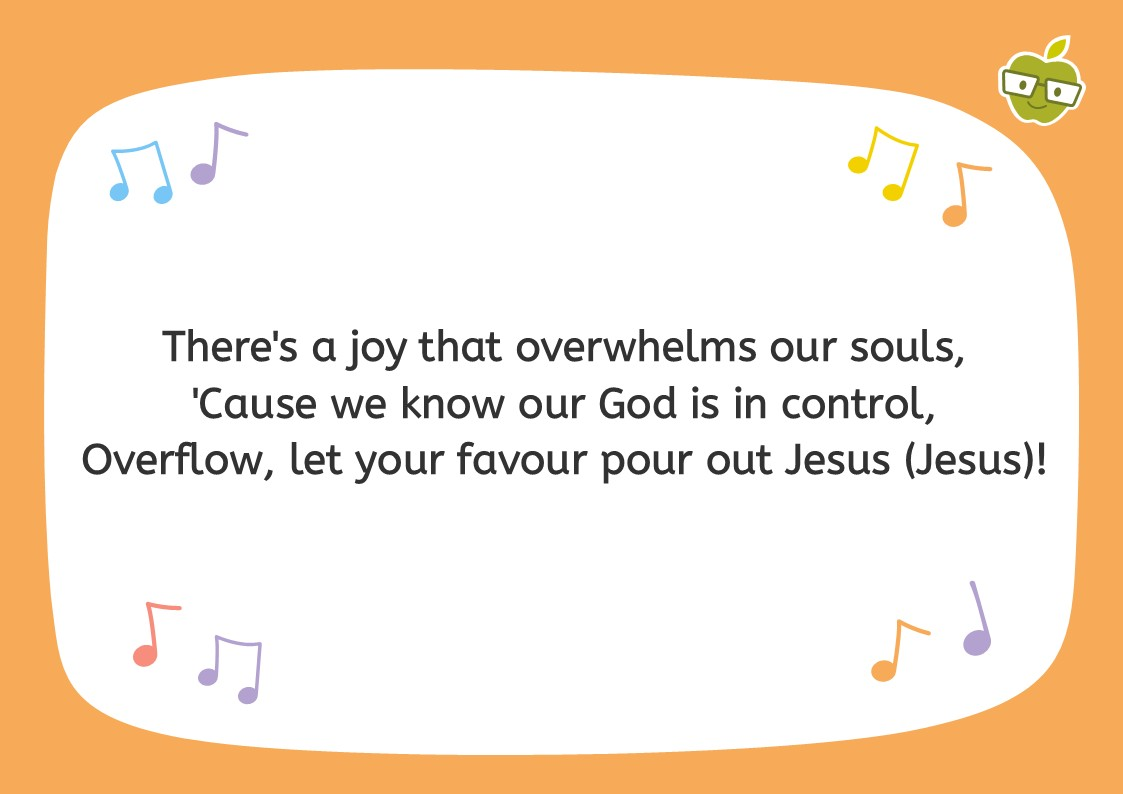 There's a joy that overwhelms our souls,
'Cause we know our God is in control,
Overflow, let your favour pour out Jesus (Jesus)!